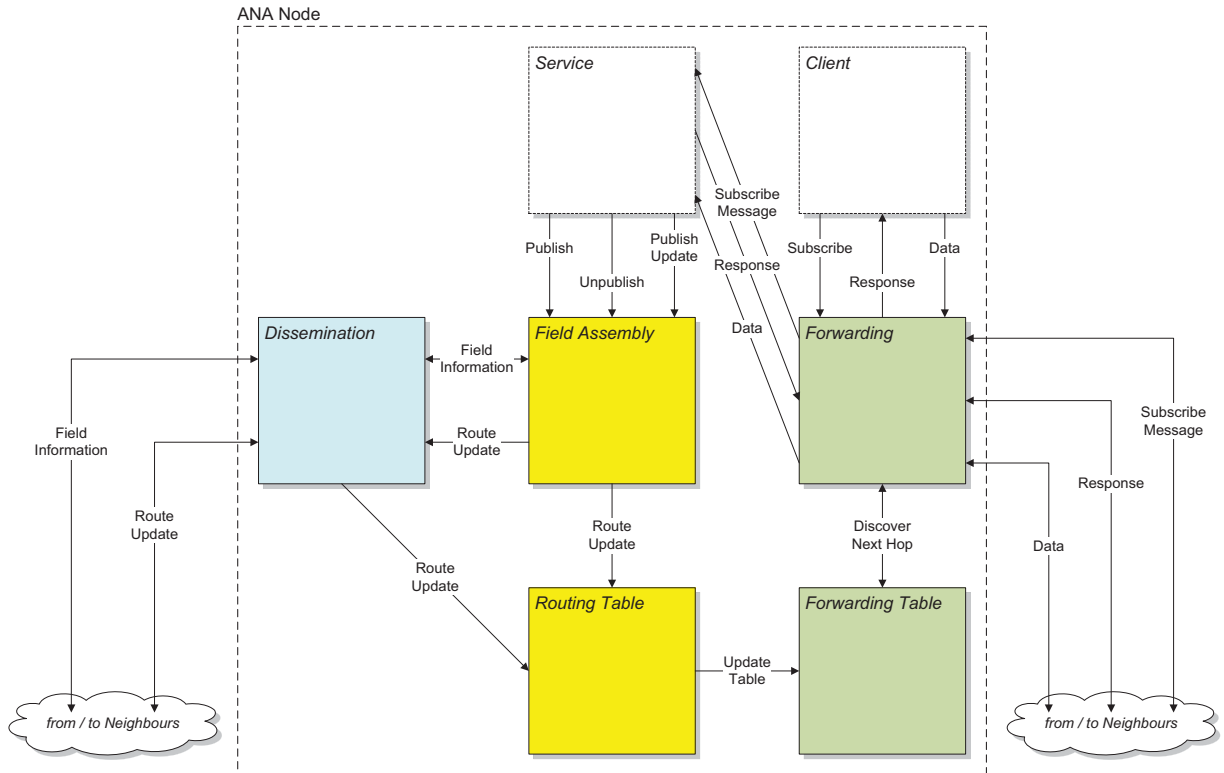 ANA Node
Service
Client
Subscribe
Message
Publish
Publish
Update
Unpublish
Response
Data
Subscribe
Data
Response
Dissemination
Field Assembly
Forwarding
Field
Information
Route
Update
Field
Information
Route
Update
Subscribe
Message
Response
Data
Route
Update
Route
Update
Discover
Next Hop
Routing Table
Forwarding Table
Update
Table
from / to Neighbours
from / to Neighbours